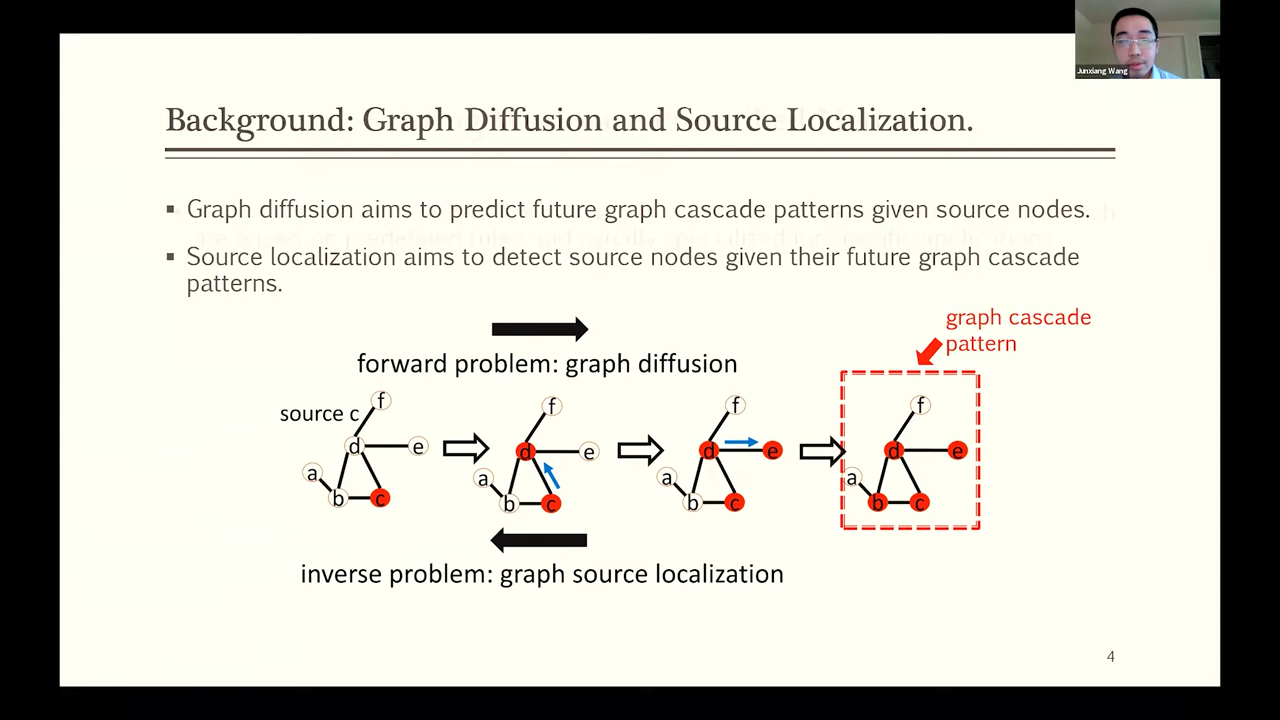 Junxiang Wang
Background: Graph Diffusion and Source Localization.
▪ Graph diffusion aims to predict future graph cascade patterns given source nodes.
▪ Source localization aims to detect source nodes given their future graph cascade
patterns.
graph cascade
pattern
forward problem: graph diffusion
source c
f
d
e
a
b
c
f
d
e
a
b
c
f
d
e
a
b
c
f
d
e
a
b
c
inverse problem: graph source localization
4